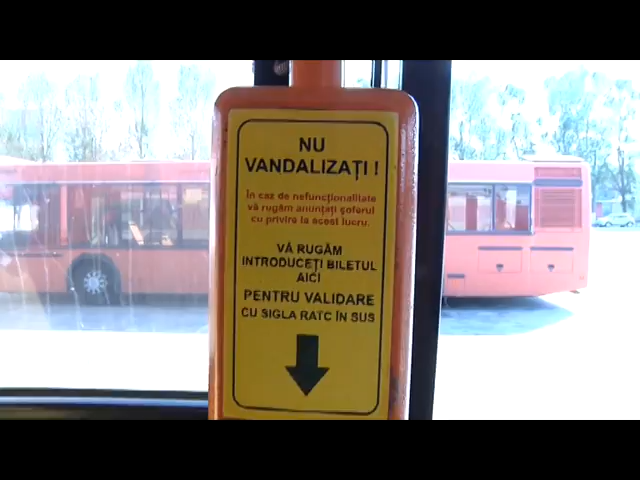 NU
VANDALIZAȚI !
În caz de nefuncționalitate
vă rugăm anunțați șoferul
cu privire la acest lucru.
VĂ RUGĂM
INTRODUCEȚI BILETUL
AICI
PENTRU VALIDARE
CU SIGLA RATC ÎN SUS